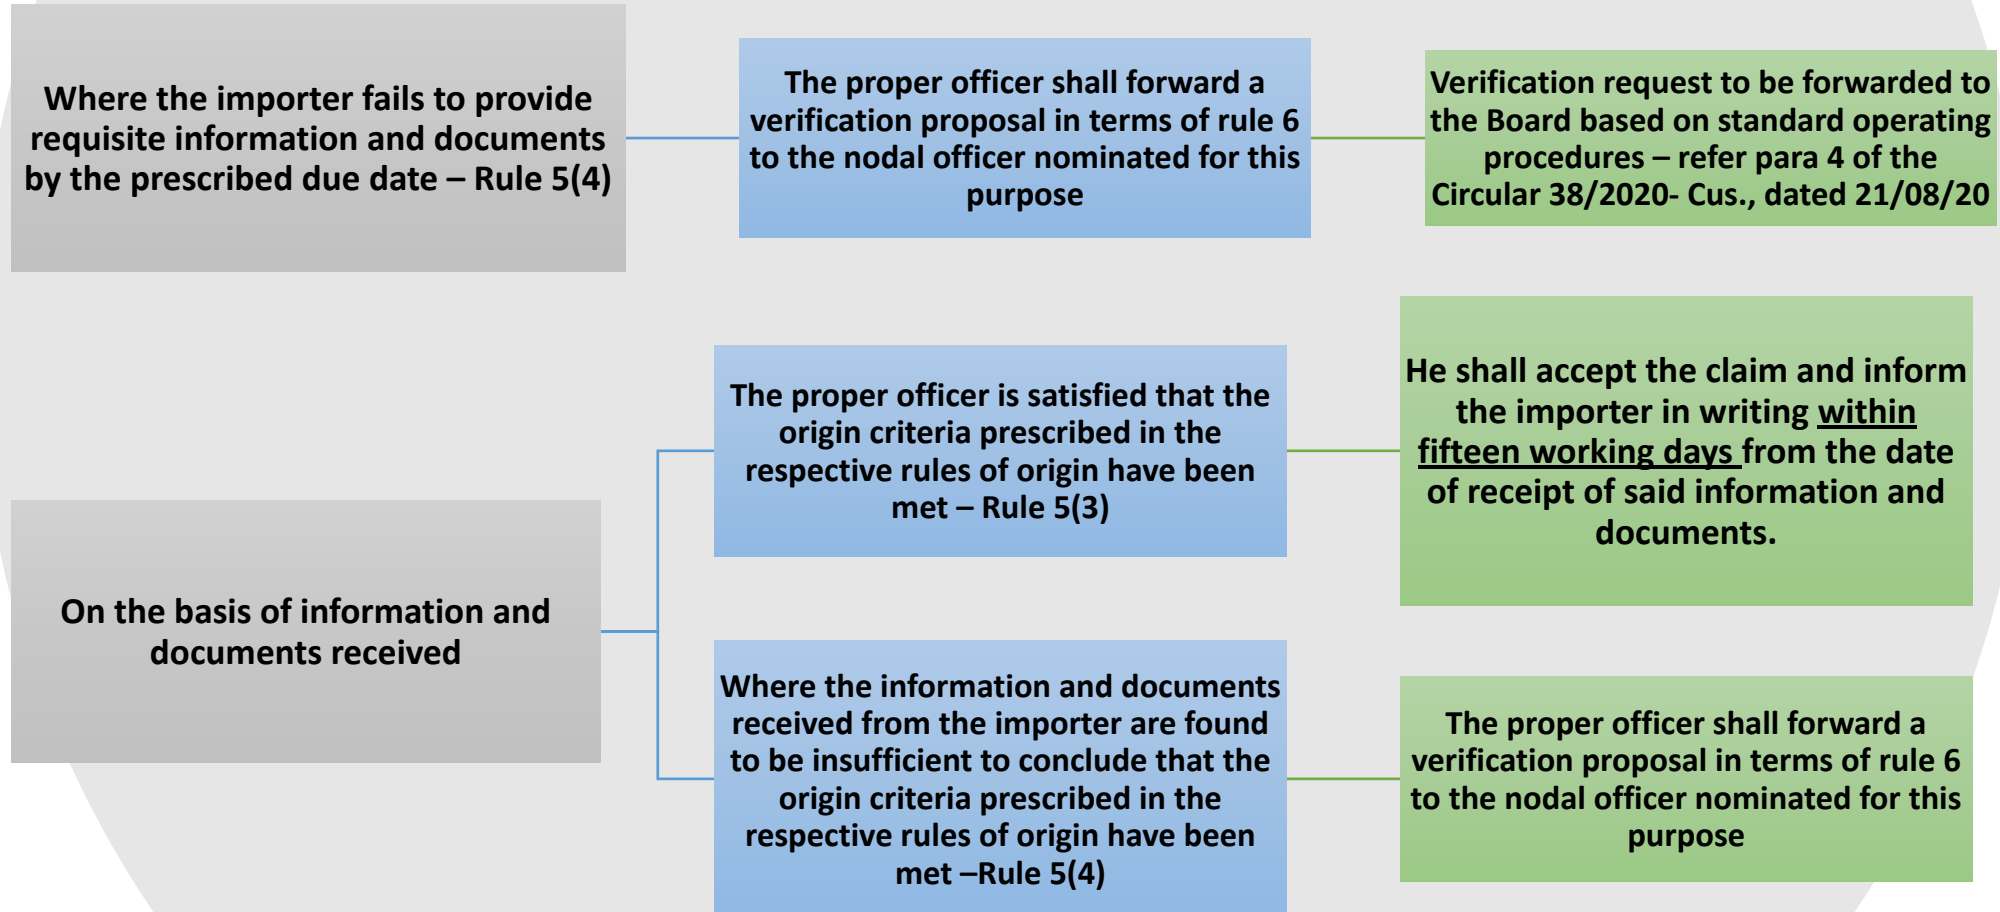 Where the importer fails to provide
requisite information and documents
by the prescribed due date – Rule 5(4)
The proper officer shall forward a
verification proposal in terms of rule 6
to the nodal officer nominated for this
purpose
Verification request to be forwarded to
the Board based on standard operating
procedures – refer para 4 of the
Circular 38/2020- Cus., dated 21/08/20
On the basis of information and
documents received
The proper officer is satisfied that the
origin criteria prescribed in the
respective rules of origin have been
met – Rule 5(3)
He shall accept the claim and inform
the importer in writing within
fifteen working days from the date
of receipt of said information and
documents.
Where the information and documents
received from the importer are found
to be insufficient to conclude that the
origin criteria prescribed in the
respective rules of origin have been
met –Rule 5(4)
The proper officer shall forward a
verification proposal in terms of rule 6
to the nodal officer nominated for this
purpose